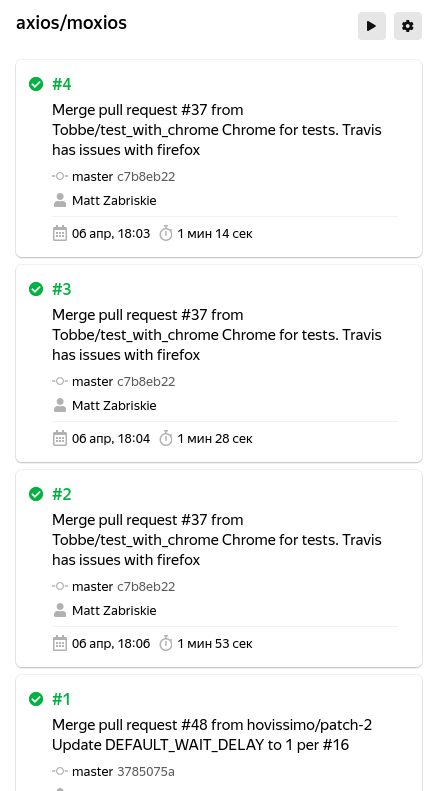 axios/moxios
#4
Merge pull request #37 from
Tobbe/test_with_chrome Chrome for tests. Travis
has issues with firefox
master c7b8eb22
Matt Zabriskie
06 апр, 18:03 1 мин 14 сек
#3
Merge pull request #37 from
Tobbe/test_with_chrome Chrome for tests. Travis
has issues with firefox
master c7b8eb22
Matt Zabriskie
06 апр, 18:04 1 мин 28 сек
#2
Merge pull request #37 from
Tobbe/test_with_chrome Chrome for tests. Travis
has issues with firefox
master c7b8eb22
Matt Zabriskie
06 апр, 18:06 1 мин 53 сек
#1
Merge pull request #48 from hovissimo/patch-2
Update DEFAULT_WAIT_DELAY to 1 per #16
master 3785075a